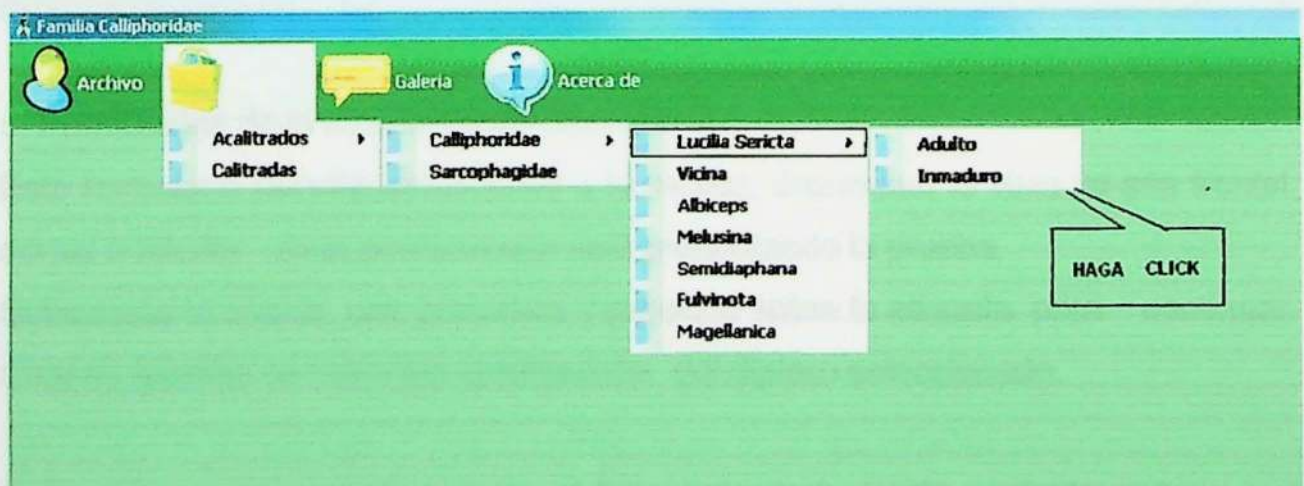 Familia Calliphoridae
Archivo Galeria Acerca de
Acalitrados Calliphoridae Lucilia Sericta Adulto
Calitradas Sarcophagidae Vicina Inmaduro
Albiceps
Melusina
Semidiaphana
HAGA CLICK
Fulvinota
Magellanica